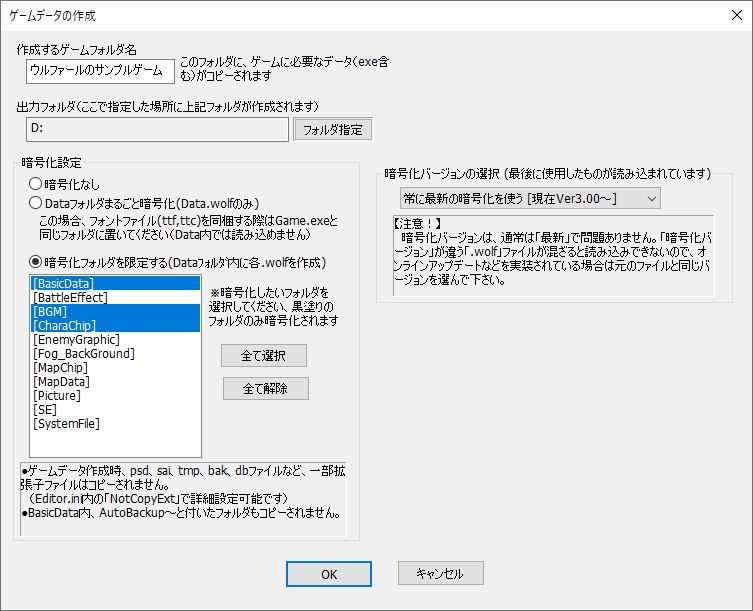 ゲームデータの作成
作成するゲームフォルダ名
ウルファールのサンプルゲーム
このフォルダに、ゲームに必要なデータ(exe含
む)がコピーされます
出力フォルダ(ここで指定した場所に上記フォルダが作成されます)
D:
フォルダ指定
暗号化設定
暗号化なし
Dataフォルダまるごと暗号化(Data.wolfのみ)
この場合、フォントファイル(ttf,ttc)を同梱する際はGame.exeと
同じフォルダに置いてください(Data内では読み込めません)
暗号化フォルダを限定する(Dataフォルダ内に各.wolfを作成)
[BasicData]
[BattleEffect]
[BGM]
[CharaChip]
[EnemyGraphic]
[Fog_BackGround]
[MapChip]
[MapData]
[Picture]
[SE]
[SystemFile]
※暗号化したいフォルダを
選択してください、黒塗りの
フォルダのみ暗号化されます
全て選択
全て解除
●ゲームデータ作成時、psd、sai、tmp、bak、dbファイルなど、一部拡
張子ファイルはコピーされません。
(Editor.ini内の「NotCopyExt」で詳細設定可能です)
●BasicData内、AutoBackup～と付いたフォルダもコピーされません。
暗号化バージョンの選択 (最後に使用したものが読み込まれています)
常に最新の暗号化を使う [現在Ver3.00～]
【注意！】
暗号化バージョンは、通常は「最新」で問題ありません。「暗号化バ
ージョン」が違う「.wolf」ファイルが混ざると読み込みできないので、オ
ンラインアップデートなどを実装されている場合は元のファイルと同じバ
ージョンを選んで下さい。
OK
キャンセル